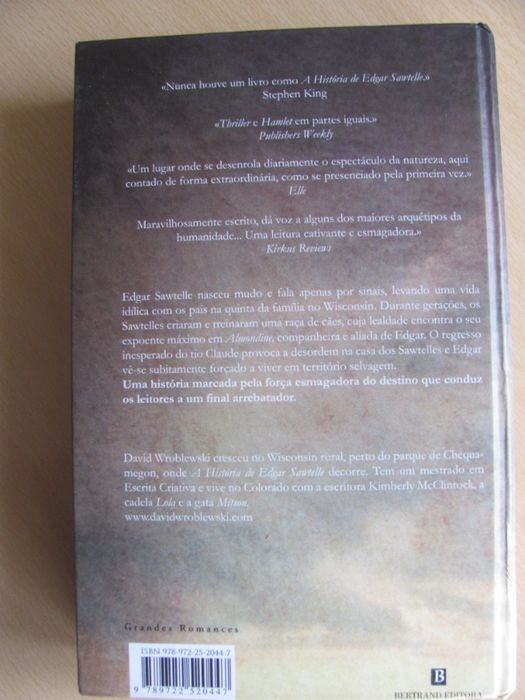 «Nunca houve um livro como A História de Edgar Sawtelle.»
Stephen King
«Thriller e Hamlet em partes iguais.»
Publishers Weekly
«Um lugar onde se desenrola diariamente o espectáculo da natureza, aqui
contado de forma extraordinária, como se presenciado pela primeira vez.»
Elle
Maravilhosamente escrito, dá voz a alguns dos maiores arquétipos da
humanidade... Uma leitura cativante e esmagadora.»
Kirkus Reviews
Edgar Sawtelle nasceu mudo e fala apenas por sinais, levando uma vida
idílica com os pais na quinta da família no Wisconsin. Durante gerações, os
Sawtelles criaram e treinaram uma raça de cães, cuja lealdade encontra o seu
expoente máximo em Almondine, companheira e aliada de Edgar. O regresso
inesperado do tio Claude provoca a desordem na casa dos Sawtelles e Edgar
vê-se subitamente forçado a viver em território selvagem.
Uma história marcada pela força esmagadora do destino que conduz
os leitores a um final arrebatador.
David Wroblewski cresceu no Wisconsin rural, perto do parque de Chequa-
megon, onde A História de Edgar Sawtelle decorre. Tem um mestrado em
Escrita Criativa e vive no Colorado com a escritora Kimberly McClintock, a
cadela Lola e a gata Mitsou.
www.davidwroblewski.com
Grandes Romances
ISBN 978-972-25-2044-7
9 789722 520447
B
BERTRAND EDITORA